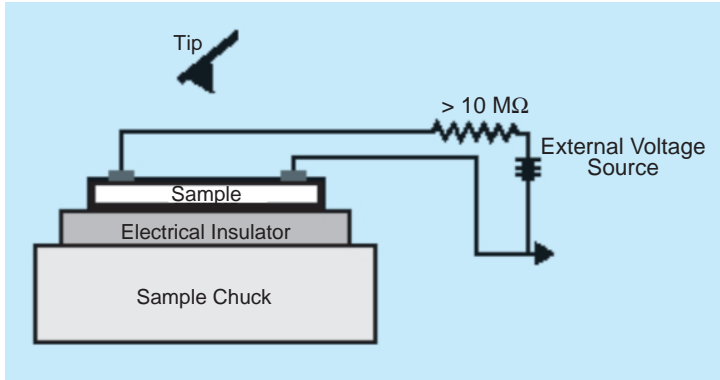 Tip
> 10 MΩ
External Voltage
Source
Sample
Electrical Insulator
Sample Chuck